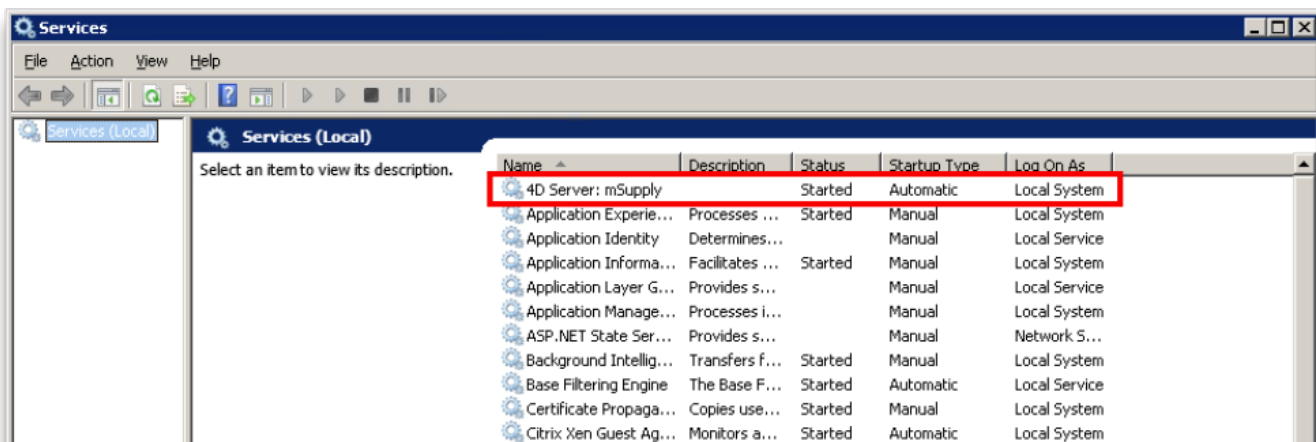 Services
File Action View Help
Services (Local)
Services (Local)
Select an item to view its description.
Name Description Status Startup Type Log On As
4D Server: mSupply Started Automatic Local System
Application Experie... Processes ... Started Manual Local System
Application Identity Determines... Manual Local Service
Application Informa... Facilitates ... Started Manual Local System
Application Layer G... Provides s... Manual Local Service
Application Manage... Processes i... Manual Local System
ASP.NET State Ser... Provides s... Manual Network S...
Background Intellig... Transfers f... Started Manual Local System
Base Filtering Engine The Base F... Started Automatic Local Service
Certificate Propaga... Copies use... Started Manual Local System
Citrix Xen Guest Ag... Monitors a... Started Automatic Local System